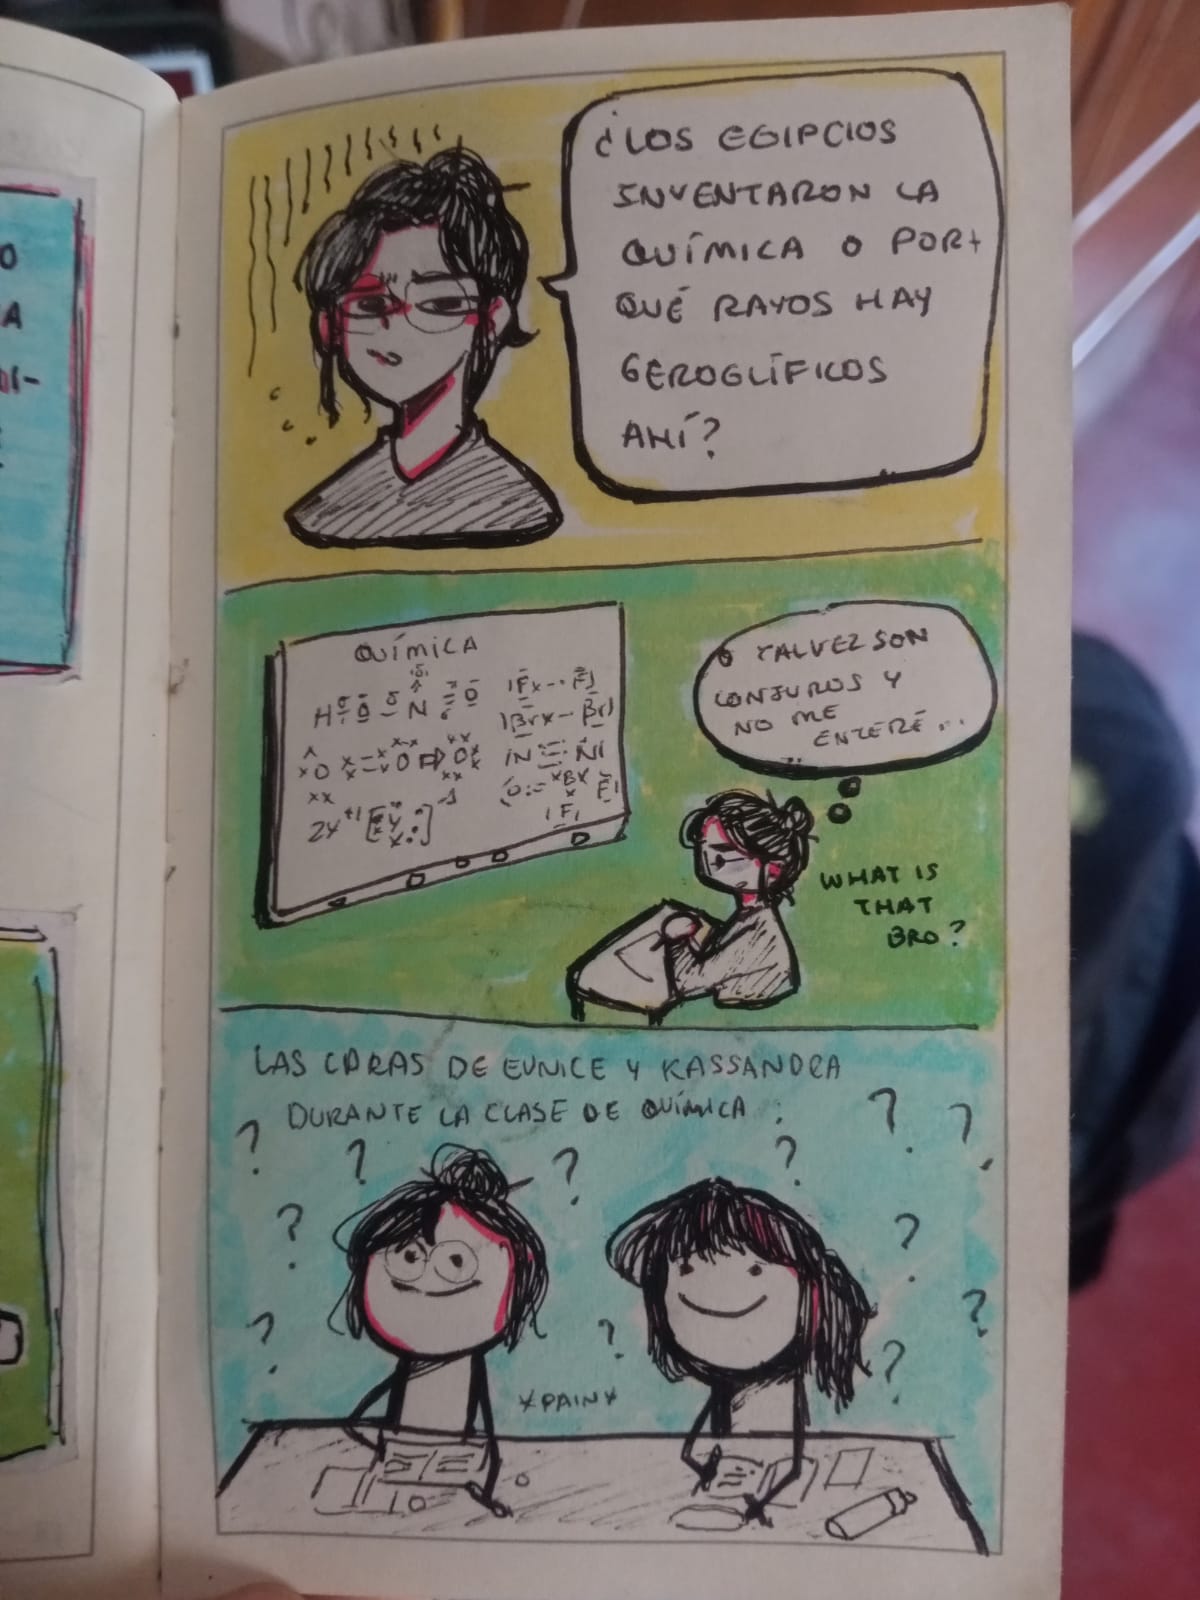 O
A
DI-
¿LOS EGIPCIOS
INVENTARON LA
QUÍMICA O POR+
QUÉ RAYOS HAY
GEROGLÍFICOS
AHÍ?
QUÍMICA
O TALVEZ SON
CONJUROS Y
NO ME
ENTERÉ...
WHAT IS
THAT
BRO?
LAS CARAS DE EUNICE Y KASSANDRA
DURANTE LA CLASE DE QUÍMICA :
? ? ? ? ? ?
? ?
? ? ? ?
*PAIN*